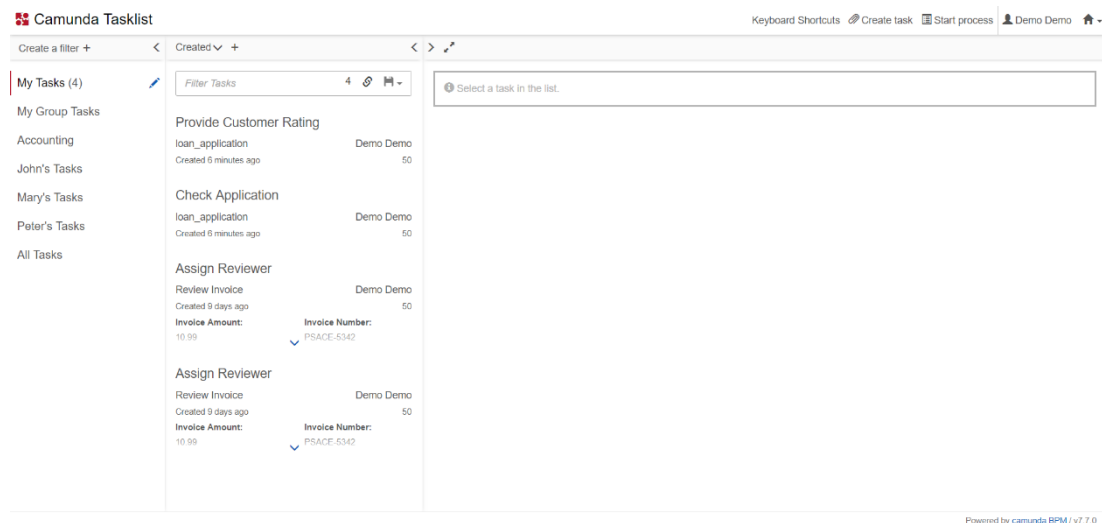 Camunda Tasklist
Keyboard Shortcuts Create task Start process Demo Demo
Create a filter +
Created +
My Tasks (4)
My Group Tasks
Accounting
John's Tasks
Mary's Tasks
Peter's Tasks
All Tasks
Filter Tasks 4
Provide Customer Rating
loan_application Demo Demo
Created 6 minutes ago 50
Check Application
loan_application Demo Demo
Created 6 minutes ago 50
Assign Reviewer
Review Invoice Demo Demo
Created 9 days ago 50
Invoice Amount: Invoice Number:
10.99 PSACE-5342
Assign Reviewer
Review Invoice Demo Demo
Created 9 days ago 50
Invoice Amount: Invoice Number:
10.99 PSACE-5342
Select a task in the list.
Powered by camunda BPM / v7.7.0